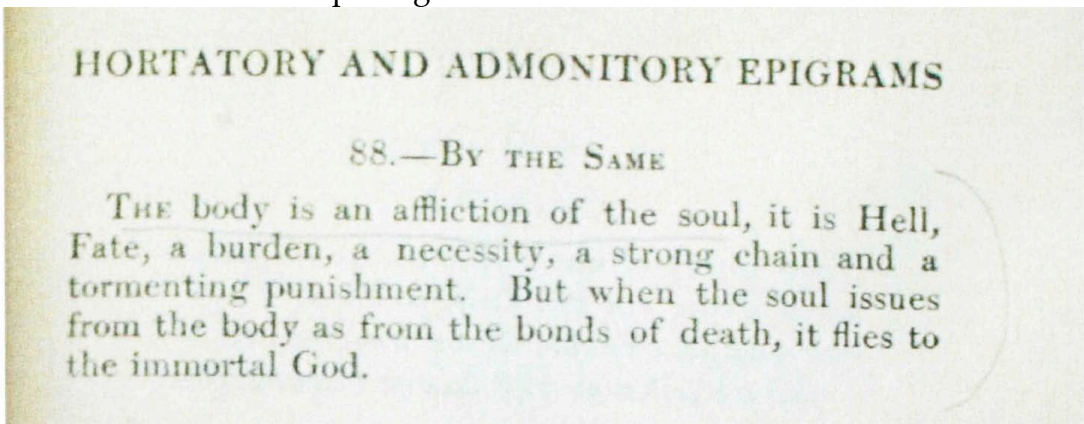 HORTATORY AND ADMONITORY EPIGRAMS
88.—BY THE SAME
THE body is an affliction of the soul, it is Hell,
Fate, a burden, a necessity, a strong chain and a
tormenting punishment. But when the soul issues
from the body as from the bonds of death, it flies to
the immortal God.